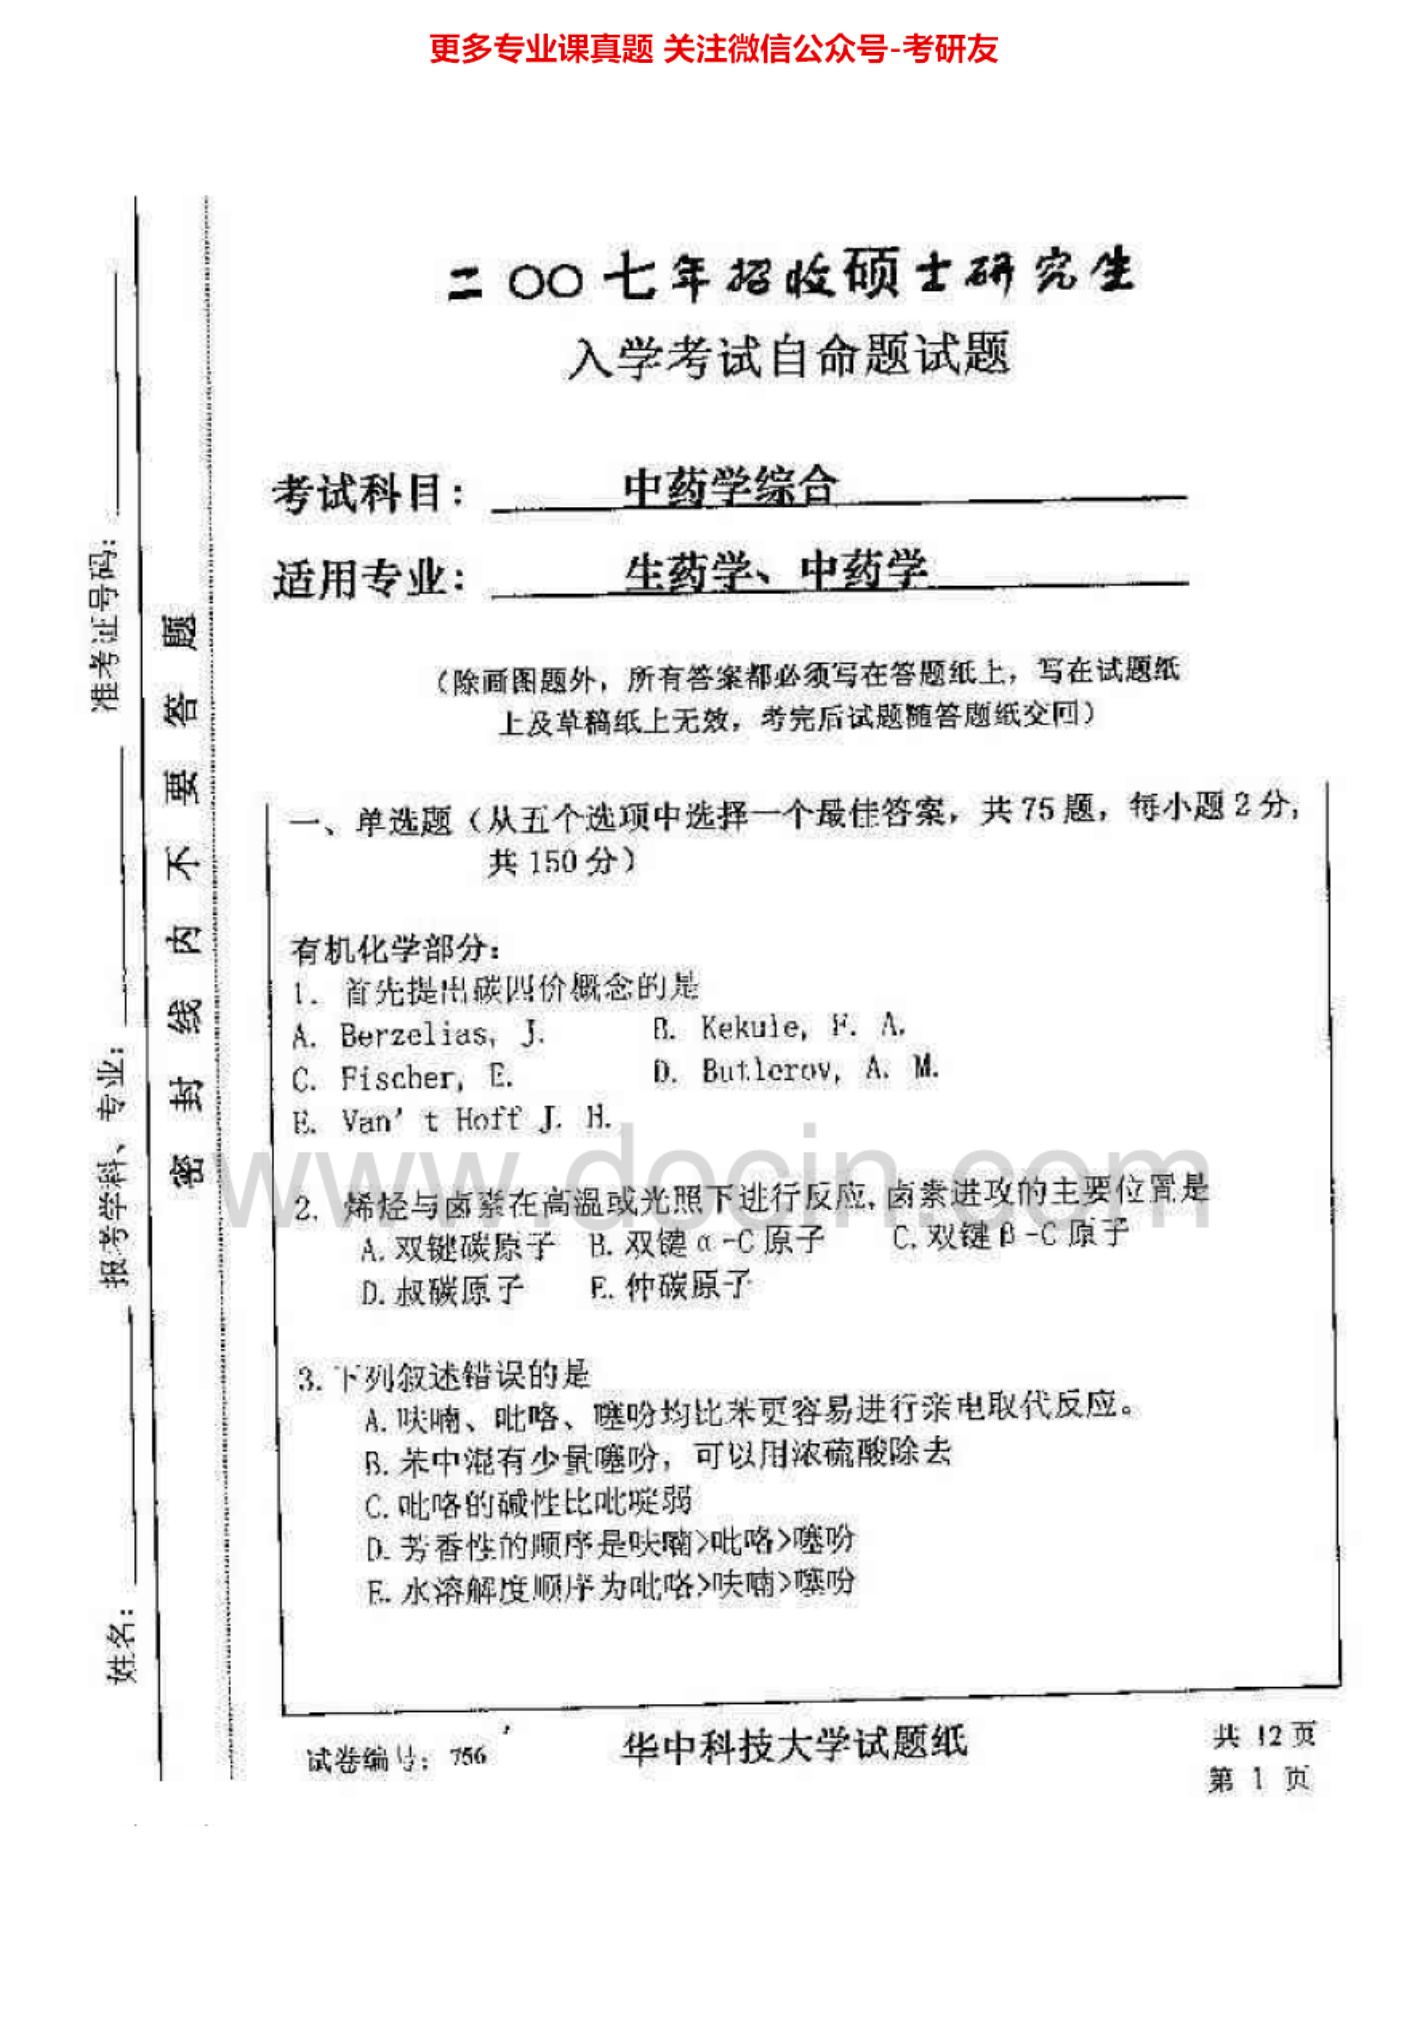 更多专业课真题 关注微信公众号-考研友
二〇〇七年招收硕士研究生
入学考试自命题试题
考试科目： 中药学综合
适用专业： 生药学、中药学
（除画图题外，所有答案都必须写在答题纸上，写在试题纸
上及草稿纸上无效，考完后试题随答题纸交回）
一、单选题（从五个选项中选择一个最佳答案，共75题，每小题2分，
共150分）
有机化学部分：
1. 首先提出碳四价概念的是
A. Berzelias, J. B. Kekule, F. A.
C. Fischer, E. D. Butlerov, A. M.
E. Van't Hoff J. H.
2. 烯烃与卤素在高温或光照下进行反应，卤素进攻的主要位置是
A.双键碳原子 B.双键α-C原子 C.双键β-C原子
D.叔碳原子 E.仲碳原子
3.下列叙述错误的是
A.呋喃、吡咯、噻吩均比苯更容易进行亲电取代反应。
B.苯中混有少量噻吩，可以用浓硫酸除去
C.吡咯的碱性比吡啶弱
D.芳香性的顺序是呋喃>吡咯>噻吩
E.水溶解度顺序为吡咯>呋喃>噻吩
试卷编号：756
华中科技大学试题纸
共 12 页
第 1 页
姓名： 报考学科、专业： 准考证号码：
密封线内不要答题
www.docin.com